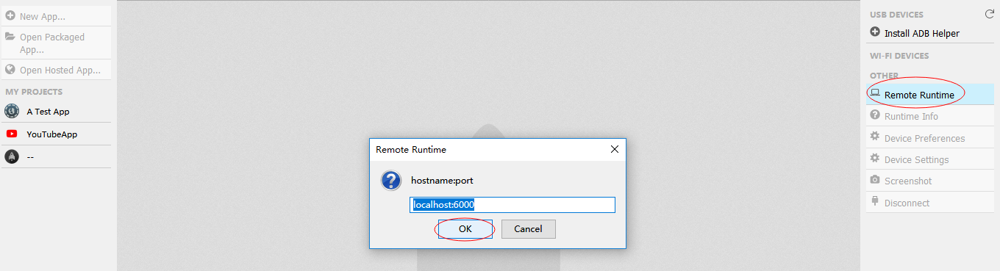 New App...
Open Packaged
App...
Open Hosted App...
MY PROJECTS
A Test App
YouTubeApp
--
Remote Runtime
hostname:port
localhost:6000
OK
Cancel
USB DEVICES
Install ADB Helper
WI-FI DEVICES
OTHER
Remote Runtime
Runtime Info
Device Preferences
Device Settings
Screenshot
Disconnect